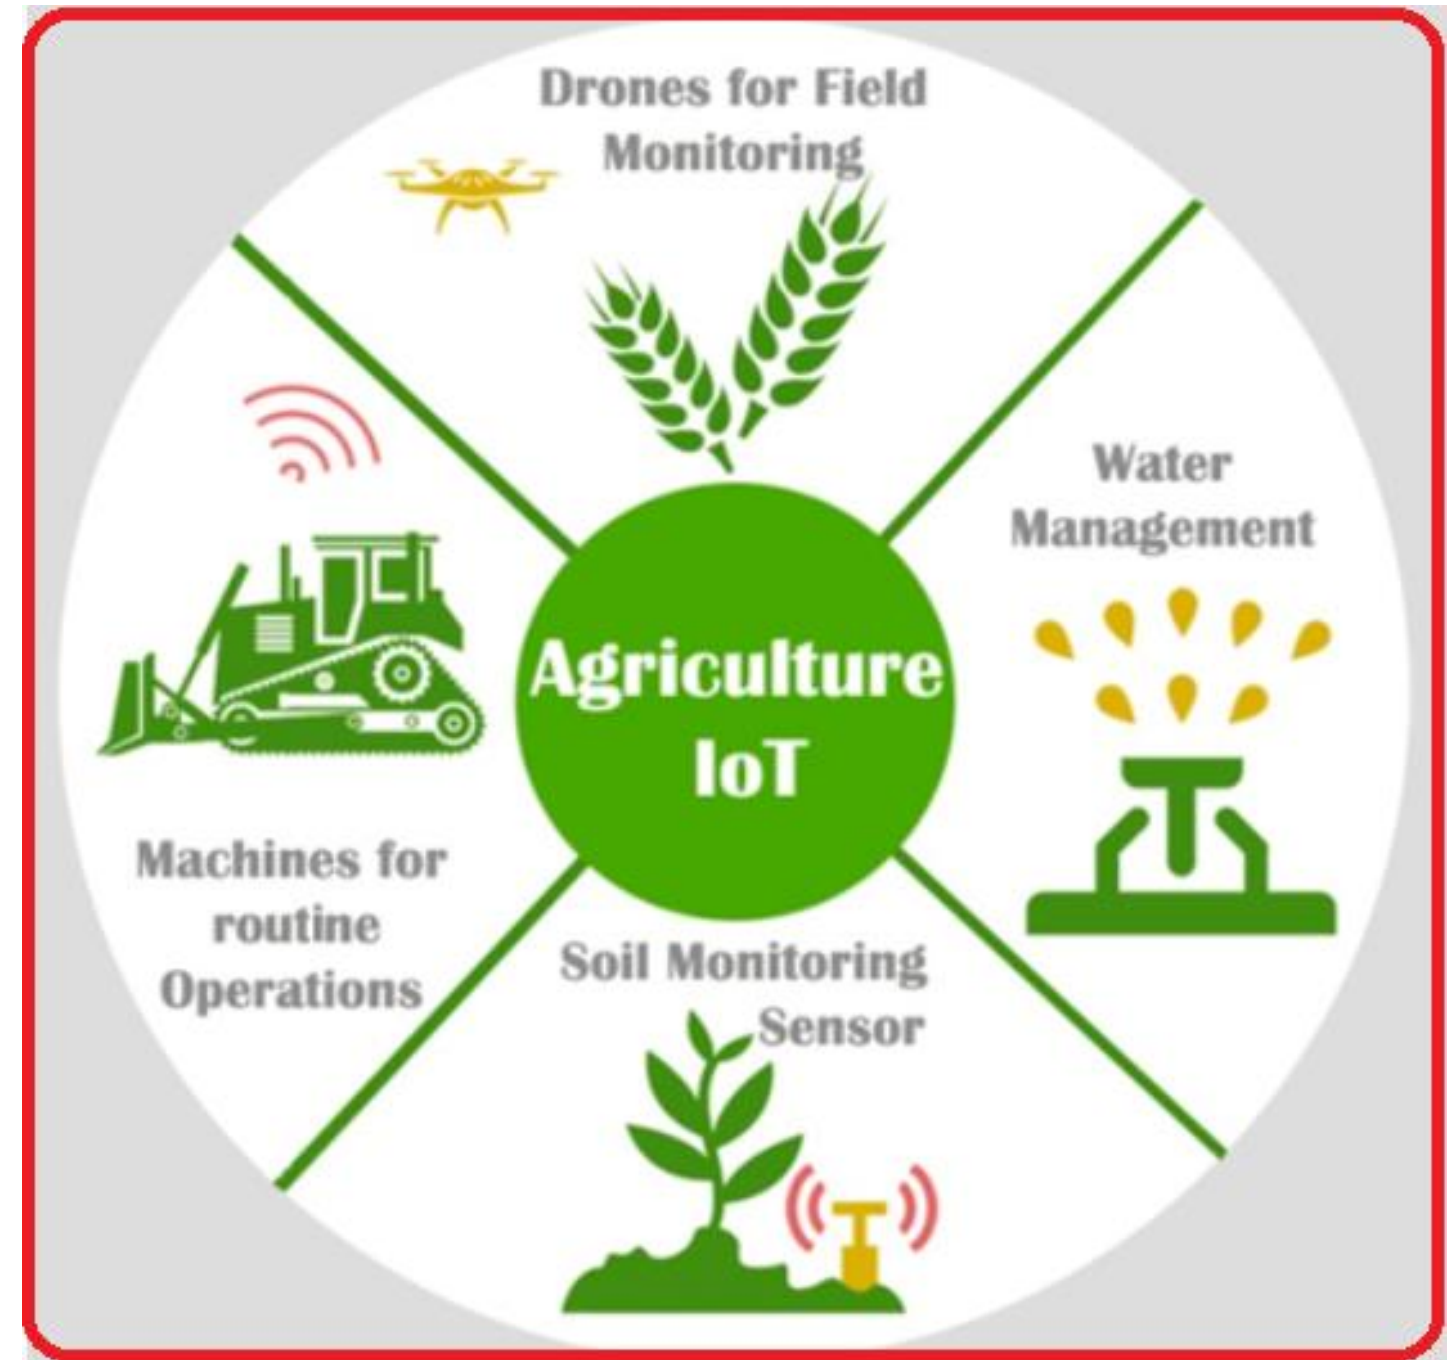 Drones for Field
Monitoring
Water
Management
Agriculture
IoT
Machines for
routine
Operations
Soil Monitoring
Sensor